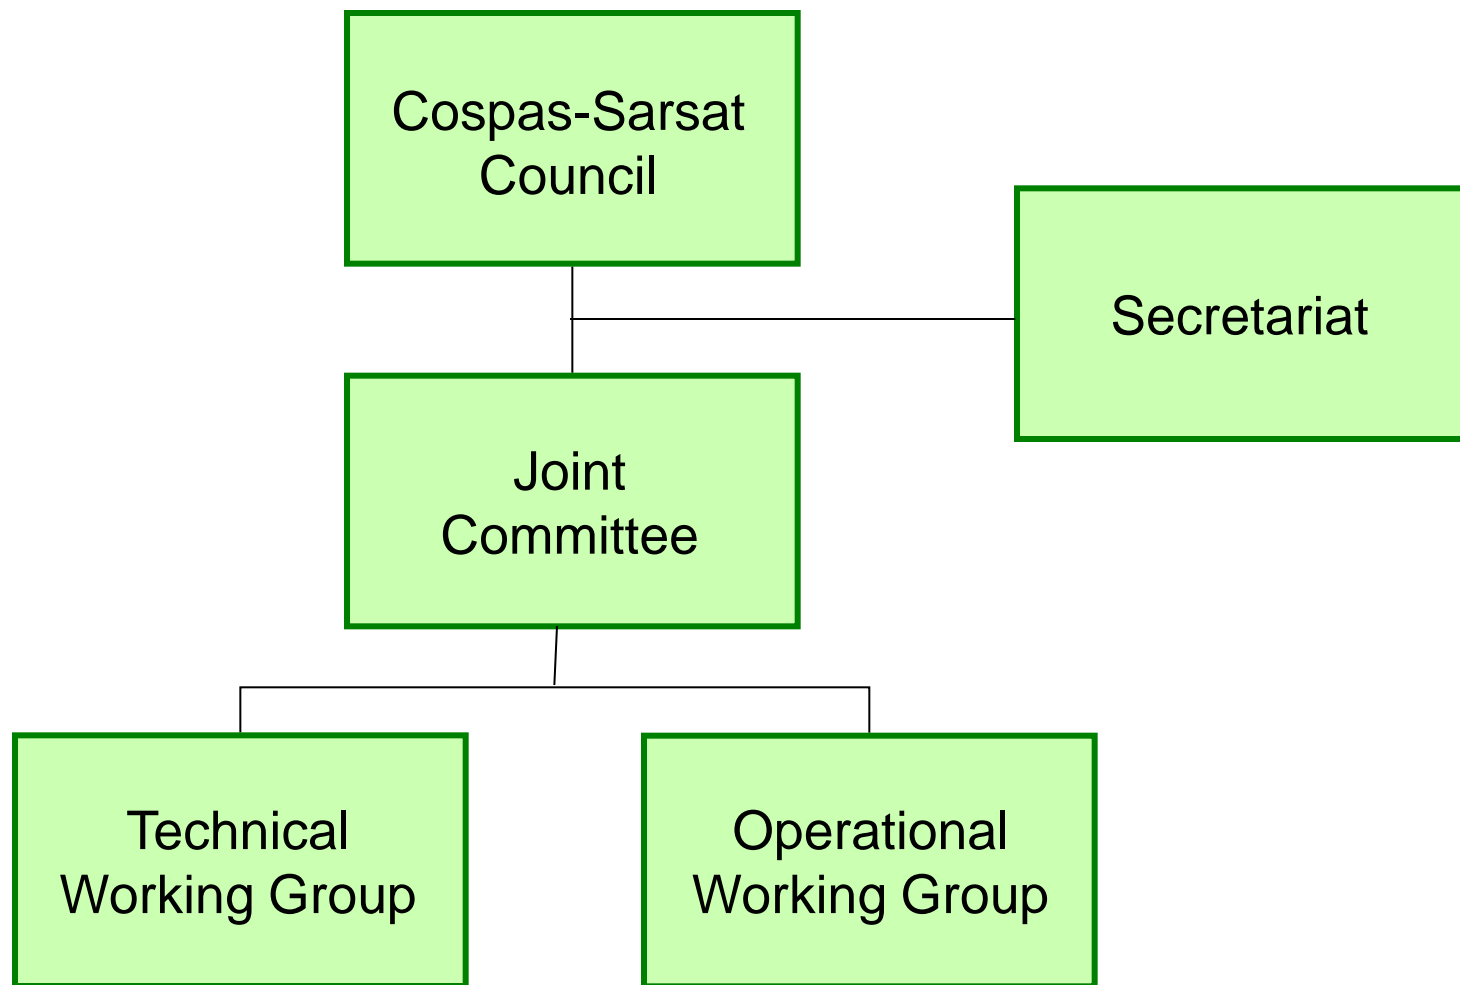 Cospas-Sarsat
Council
Secretariat
Joint
Committee
Technical
Working Group
Operational
Working Group